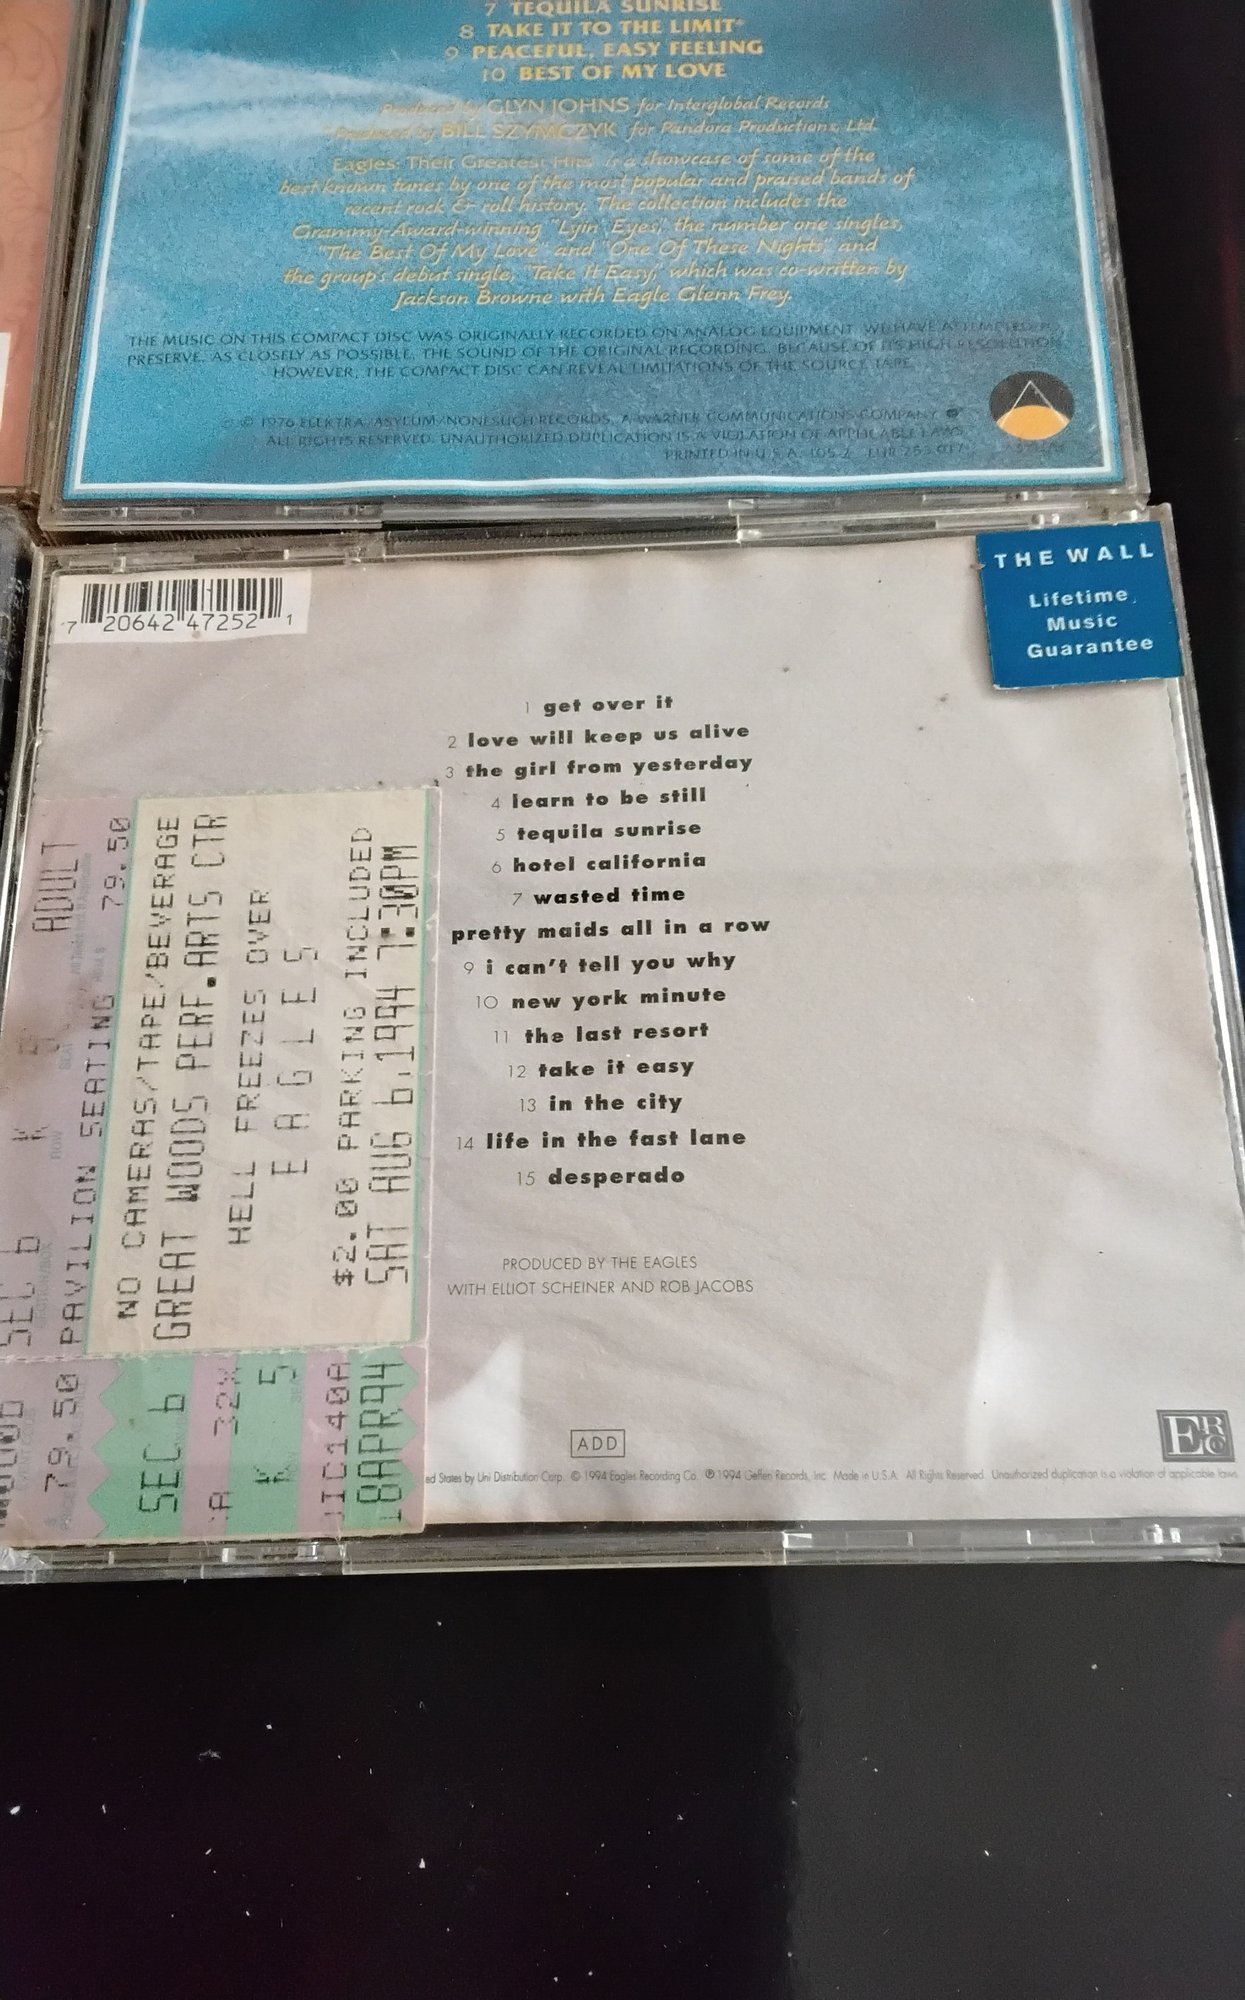 7 TEQUILA SUNRISE
8 TAKE IT TO THE LIMIT*
9 PEACEFUL, EASY FEELING
10 BEST OF MY LOVE
Produced by GLYN JOHNS for Interglobal Records
*Produced by BILL SZYMCZYK for Pandora Productions, Ltd.
Eagles: Their Greatest Hits is a showcase of some of the
best known tunes by one of the most popular and praised bands of
recent rock & roll history. The collection includes the
Grammy-Award-winning "Lyin' Eyes," the number one singles,
"The Best Of My Love" and "One Of These Nights," and
the group's debut single, "Take It Easy," which was co-written by
Jackson Browne with Eagle Glenn Frey.
THE MUSIC ON THIS COMPACT DISC WAS ORIGINALLY RECORDED ON ANALOG EQUIPMENT. WE HAVE ATTEMPTED TO
PRESERVE, AS CLOSELY AS POSSIBLE, THE SOUND OF THE ORIGINAL RECORDING. BECAUSE OF ITS HIGH RESOLUTION,
HOWEVER, THE COMPACT DISC CAN REVEAL LIMITATIONS OF THE SOURCE TAPE.
℗ © 1976 ELEKTRA/ASYLUM/NONESUCH RECORDS, A WARNER COMMUNICATIONS COMPANY
ALL RIGHTS RESERVED. UNAUTHORIZED DUPLICATION IS A VIOLATION OF APPLICABLE LAWS.
PRINTED IN U.S.A. 105-2
7 20642 47252 1
THE WALL
Lifetime
Music
Guarantee
1 get over it
2 love will keep us alive
3 the girl from yesterday
4 learn to be still
5 tequila sunrise
6 hotel california
7 wasted time
pretty maids all in a row
9 i can't tell you why
10 new york minute
11 the last resort
12 take it easy
13 in the city
14 life in the fast lane
15 desperado
PRODUCED BY THE EAGLES
WITH ELLIOT SCHEINER AND ROB JACOBS
ADD
ed States by Uni Distribution Corp. © 1994 Eagles Recording Co. ℗ 1994 Geffen Records, Inc. Made in U.S.A. All Rights Reserved. Unauthorized duplication is a violation of applicable laws.
ERC
SEC 6 K 5 ADULT
PAVILION SEATING 79.50
NO CAMERAS/TAPE/BEVERAGE
GREAT WOODS PERF.ARTS CTR
HELL FREEZES OVER
E A G L E S
$2.00 PARKING INCLUDED
SAT AUG 6,1994 7:30PM
79.50
SEC 6
K 5
18APR94